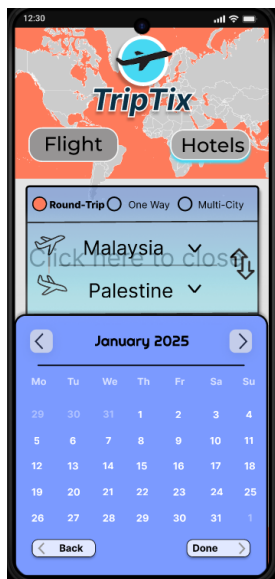 12:30
TripTix
Flight Hotels
Round-Trip One Way Multi-City
Malaysia
Click here to close
Palestine
January 2025
Mo Tu We Th Fr Sa Su
29 30 31 1 2 3 4
5 6 7 8 9 10 11
12 13 14 15 16 17 18
19 20 21 22 23 24 25
26 27 28 29 30 31 1
Back Done